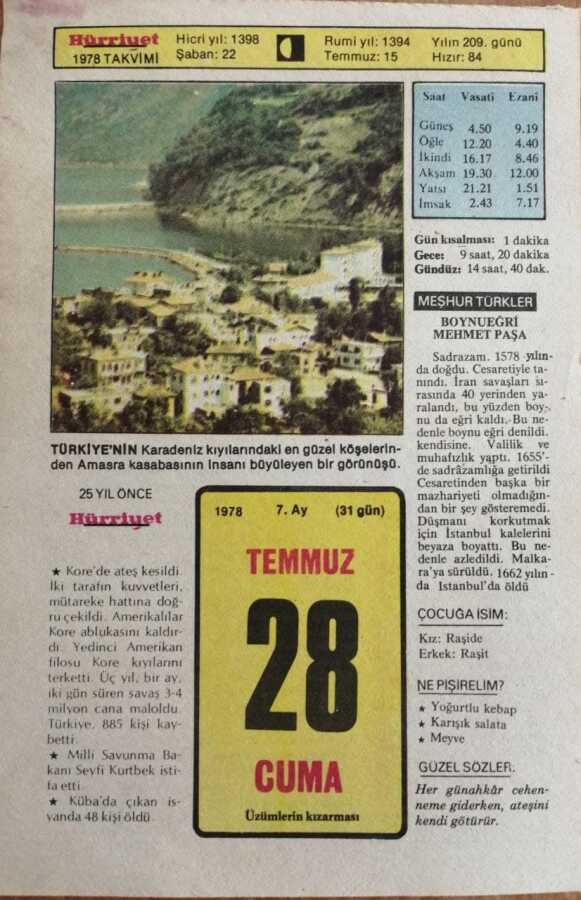 Hürriyet
1978 TAKVİMİ
Hicri yıl: 1398
Şaban: 22
Rumi yıl: 1394
Temmuz: 15
Yılın 209. günü
Hızır: 84
Saat Vasati Ezani
Güneş 4.50 9.19
Öğle 12.20 4.40
İkindi 16.17 8.46
Akşam 19.30 12.00
Yatsı 21.21 1.51
İmsak 2.43 7.17
Gün kısalması: 1 dakika
Gece: 9 saat, 20 dakika
Gündüz: 14 saat, 40 dak.
MEŞHUR TÜRKLER
BOYNUEĞRİ
MEHMET PAŞA
Sadrazam. 1578 yılın-
da doğdu. Cesaretiyle ta-
nındı. İran savaşları sı-
rasında 40 yerinden ya-
ralandı, bu yüzden boy-
nu da eğri kaldı. Bu ne-
denle boynu eğri denildi.
kendisine. Valilik ve
muhafızlık yaptı. 1655'-
de sadrâzamlığa getirildi
Cesaretinden başka bir
mazhariyeti olmadığın-
dan bir şey gösteremedi.
Düşmanı korkutmak
için İstanbul kalelerini
beyaza boyattı. Bu ne-
denle azledildi. Malka-
ra'ya sürüldü. 1662 yılın-
da İstanbul'da öldü
ÇOCUĞA İSİM:
Kız: Raşide
Erkek: Raşit
NE PİŞİRELİM?
★ Yoğurtlu kebap
★ Karışık salata
★ Meyve
GÜZEL SÖZLER:
Her günahkâr cehen-
neme giderken, ateşini
kendi götürür.
TÜRKİYE'NİN Karadeniz kıyılarındaki en güzel köşelerin-
den Amasra kasabasının insanı büyüleyen bir görünüşü.
25 YIL ÖNCE
Hürriyet
★ Kore'de ateş kesildi.
İki tarafın kuvvetleri,
mütareke hattına doğ-
ru çekildi. Amerikalılar
Kore ablukasını kaldır-
dı. Yedinci Amerikan
filosu Kore kıyılarını
terketti. Üç yıl, bir ay,
iki gün süren savaş 3-4
milyon cana maloldu.
Türkiye, 885 kişi kay-
betti.
★ Milli Savunma Ba-
kanı Seyfi Kurtbek isti-
fa etti.
★ Küba'da çıkan is-
yanda 48 kişi öldü.
1978 7. Ay (31 gün)
TEMMUZ
28
CUMA
Üzümlerin kızarması